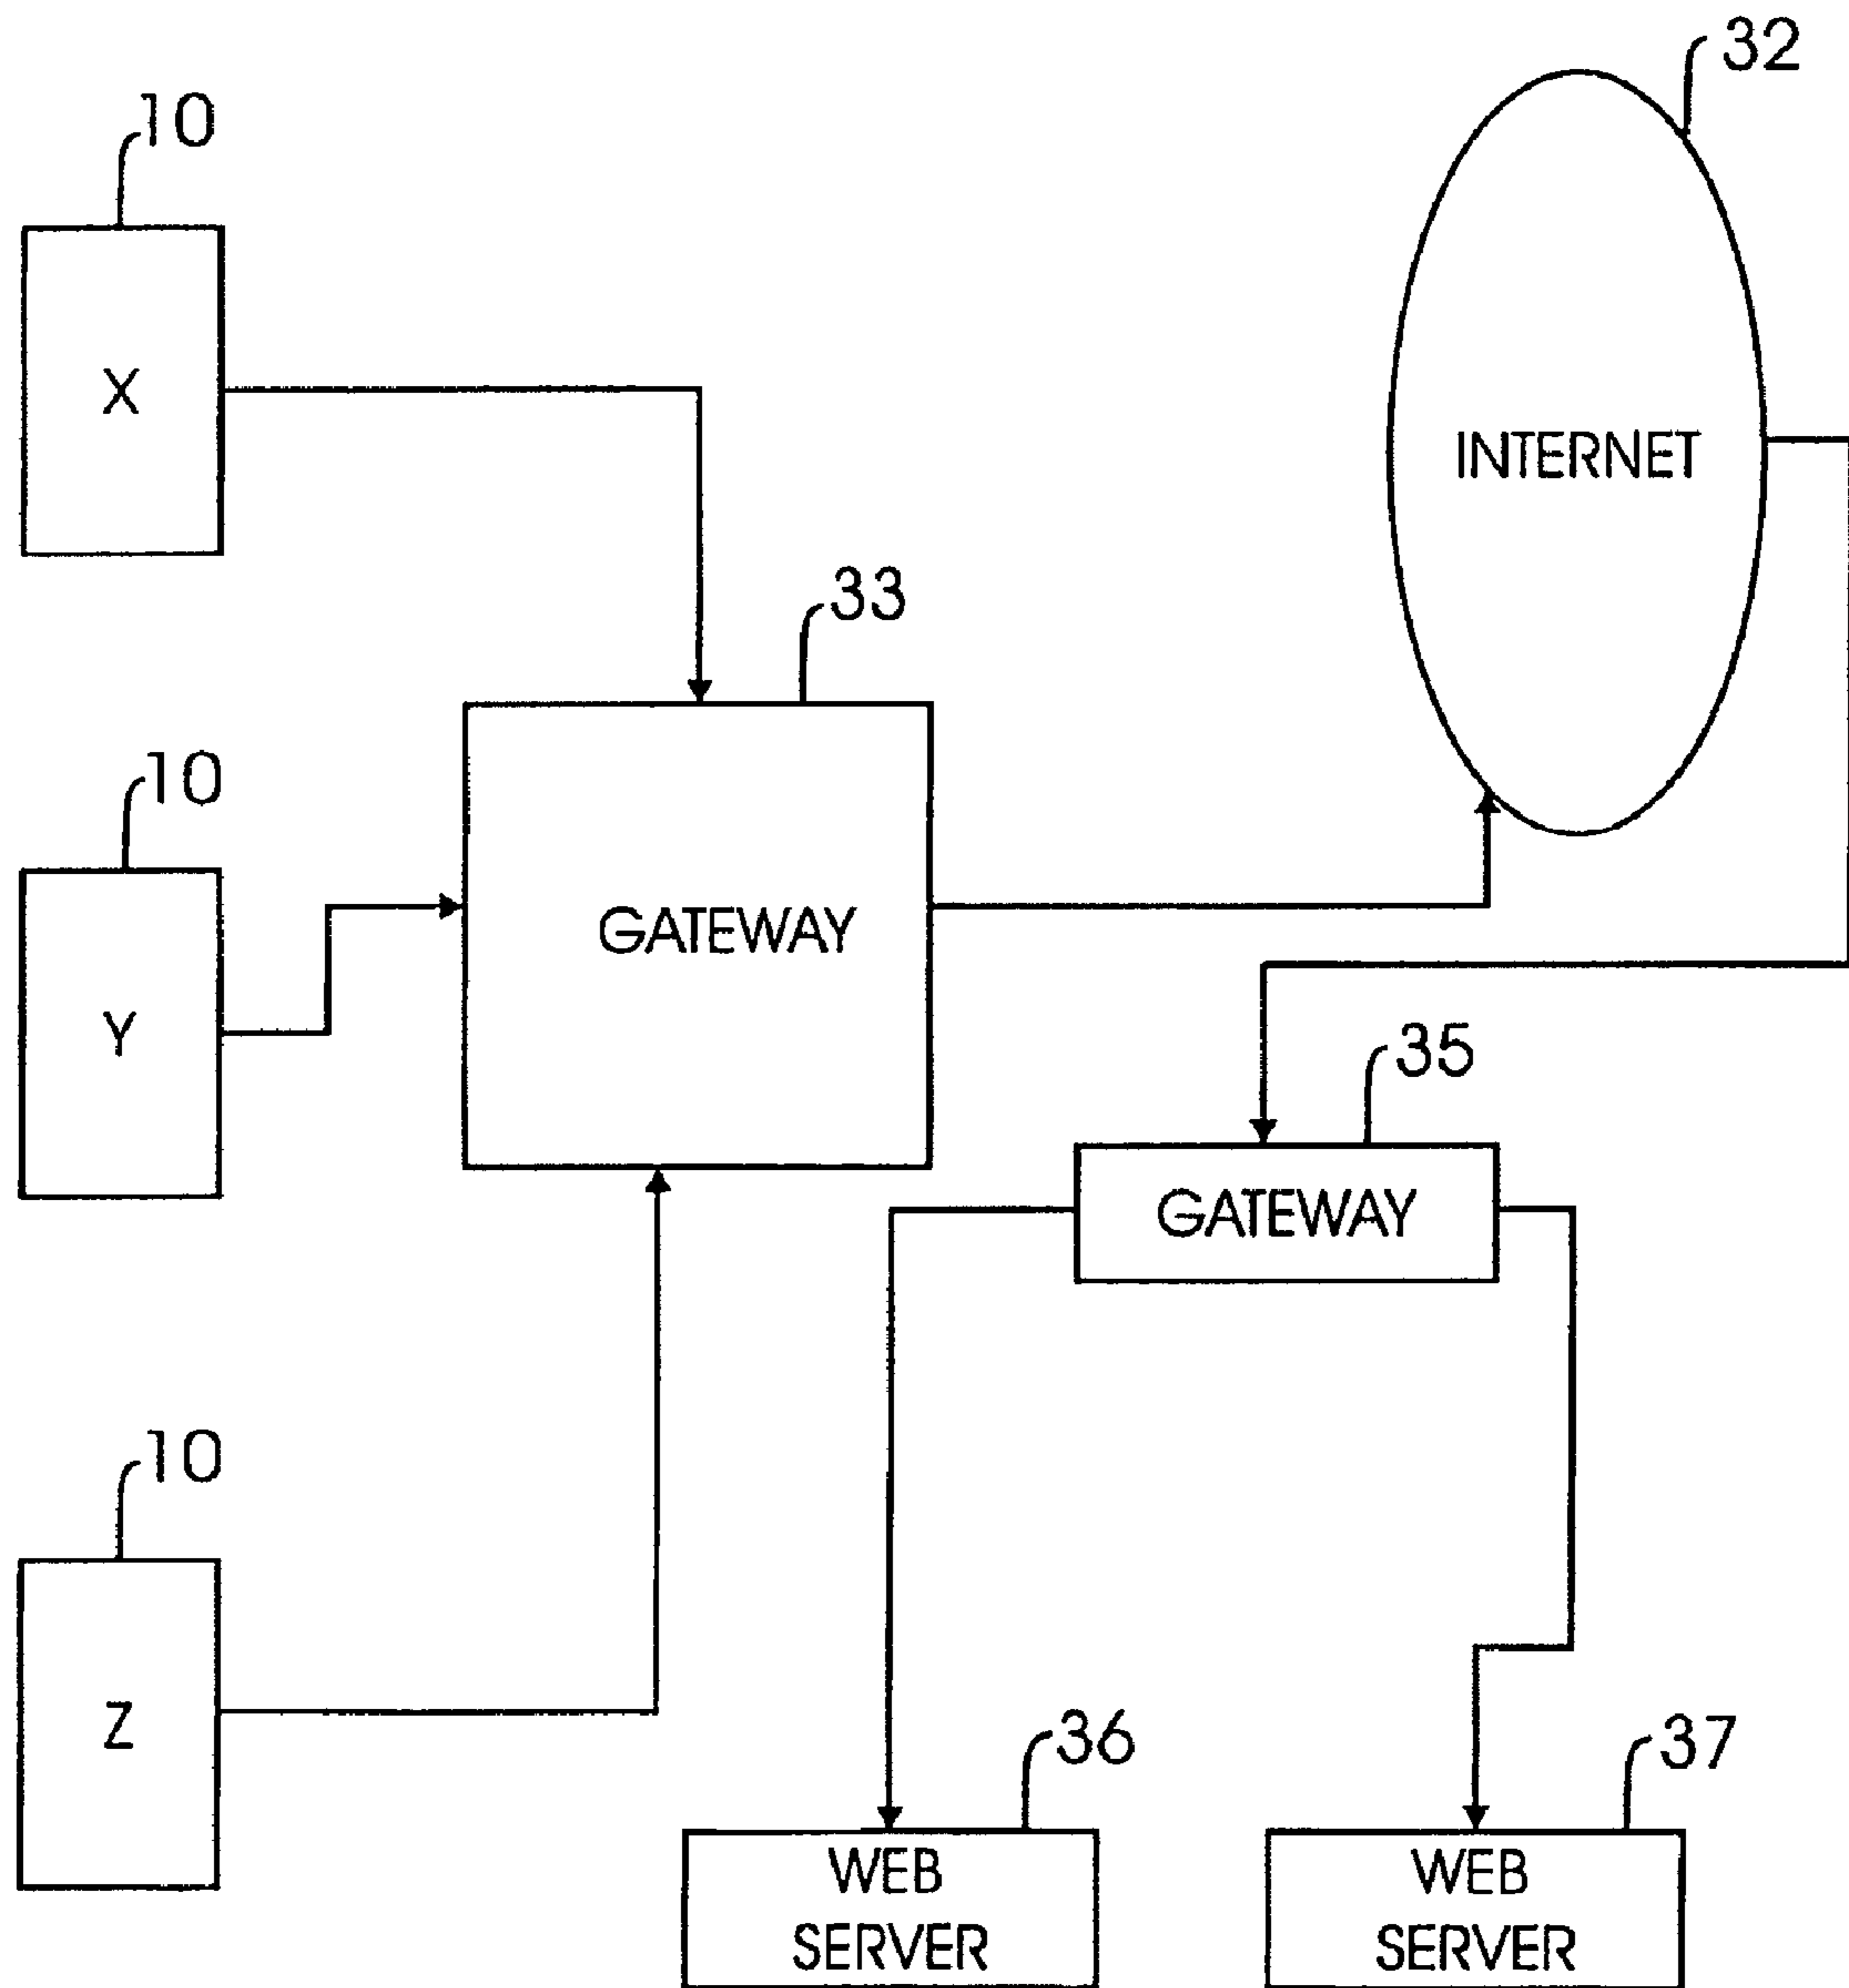 32
10
X
INTERNET
33
10
GATEWAY
Y
35
GATEWAY
10
Z
36
37
WEB
SERVER
WEB
SERVER